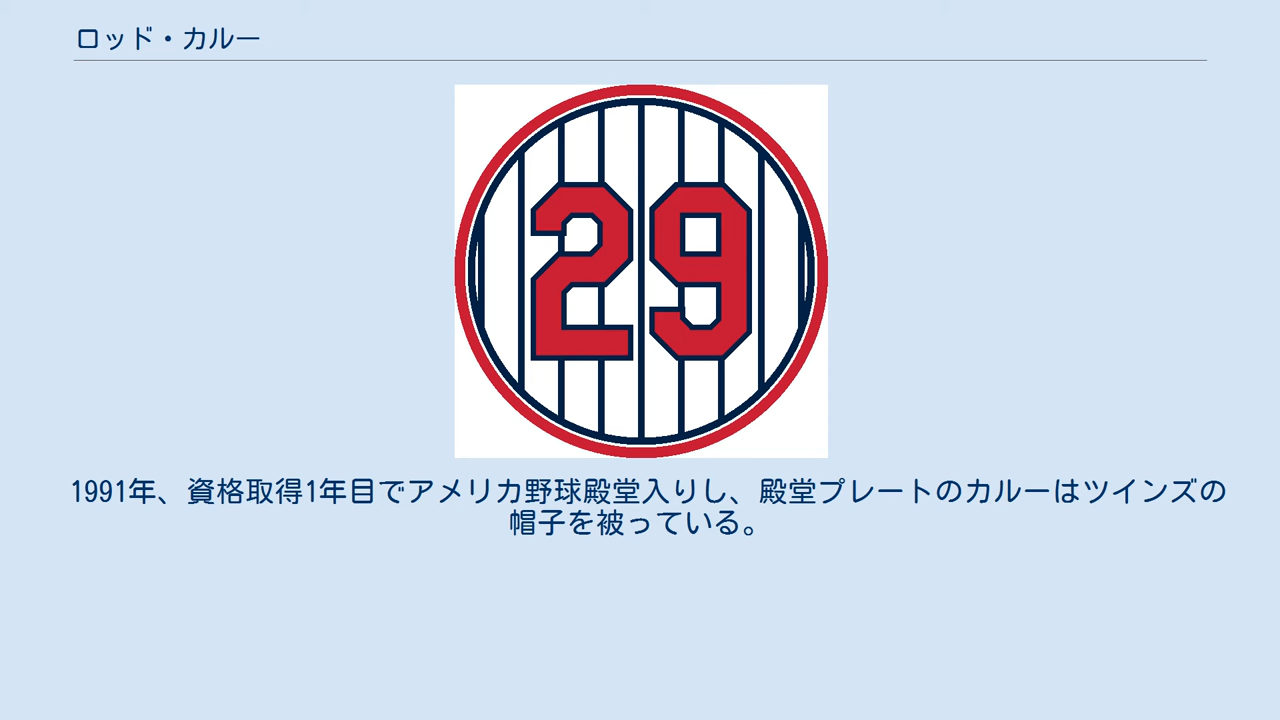 ロッド・カルー
29
1991年、資格取得1年目でアメリカ野球殿堂入りし、殿堂プレートのカルーはツインズの
帽子を被っている。